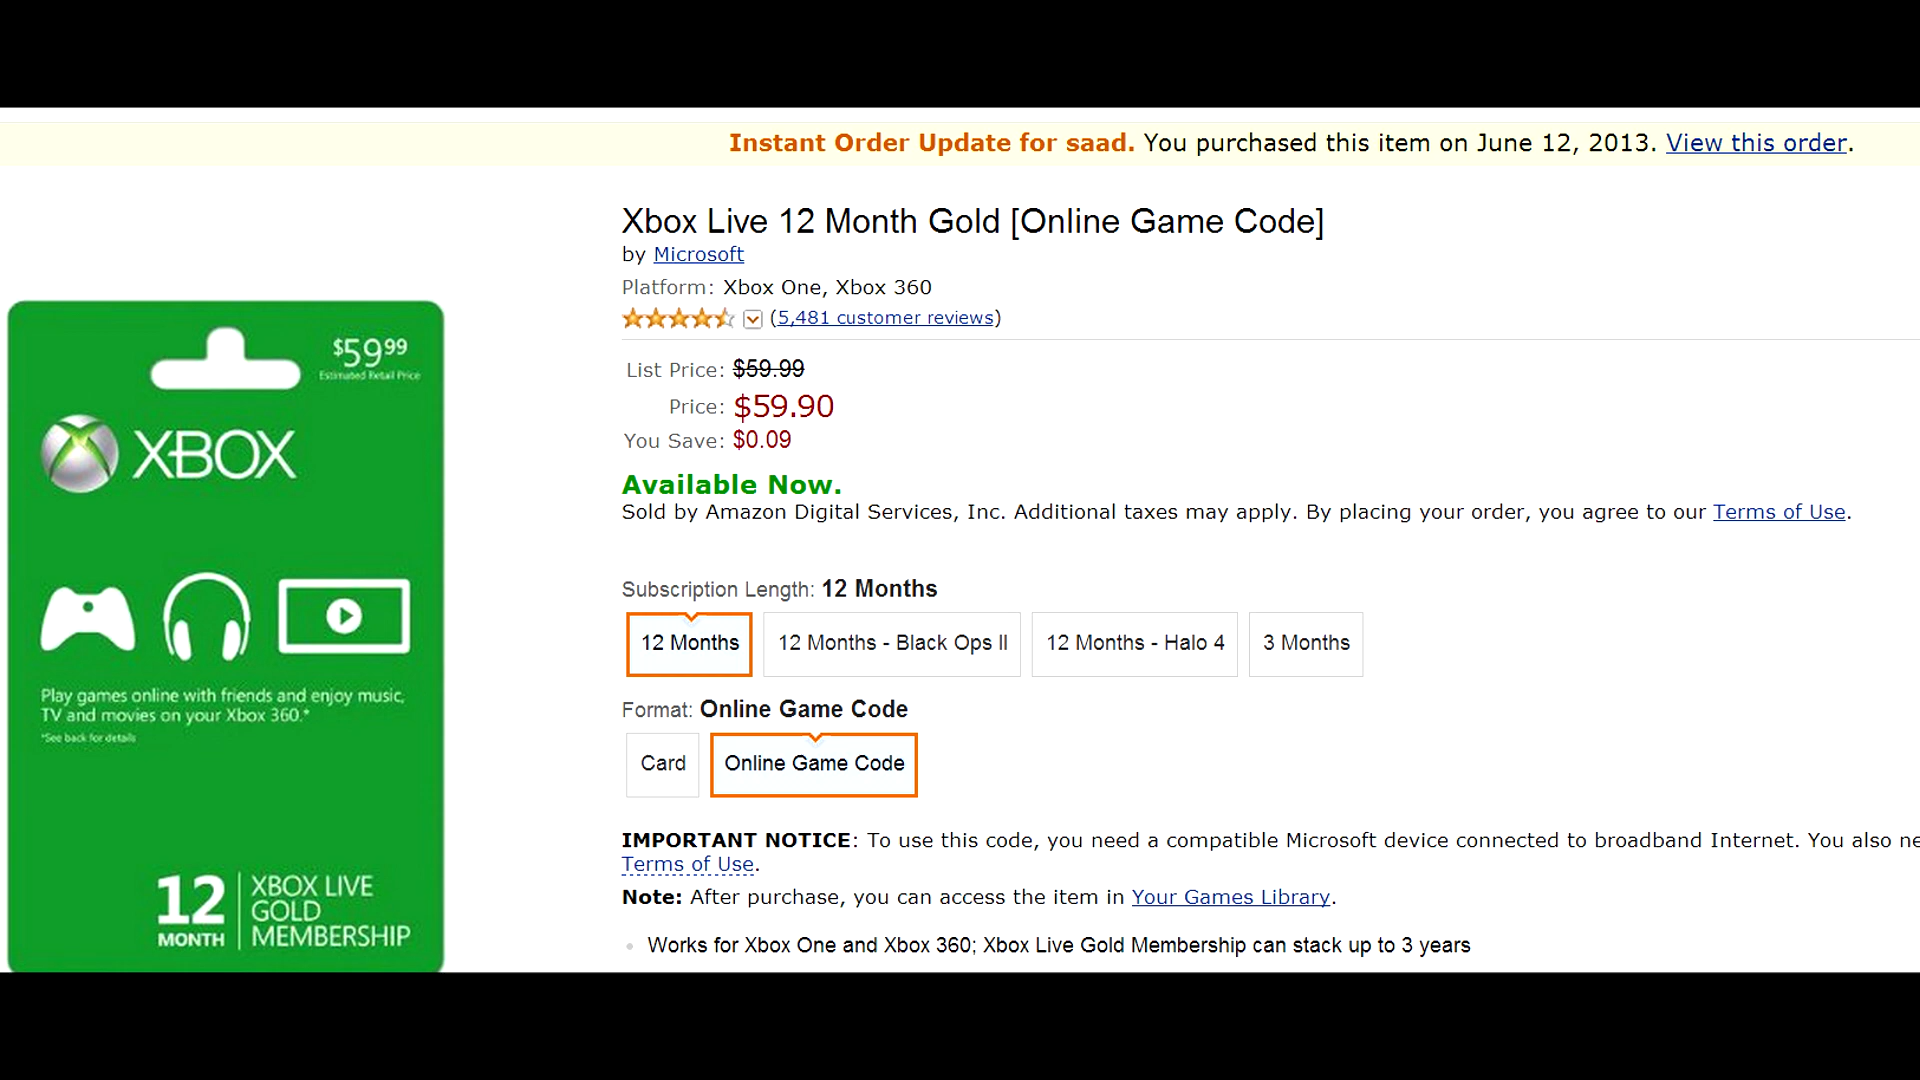 Instant Order Update for saad. You purchased this item on June 12, 2013. View this order.
Xbox Live 12 Month Gold [Online Game Code]
by Microsoft
Platform: Xbox One, Xbox 360
(5,481 customer reviews)
List Price: $59.99
Price: $59.90
You Save: $0.09
Available Now.
Sold by Amazon Digital Services, Inc. Additional taxes may apply. By placing your order, you agree to our Terms of Use.
Subscription Length: 12 Months
12 Months 12 Months - Black Ops II 12 Months - Halo 4 3 Months
Format: Online Game Code
Card Online Game Code
IMPORTANT NOTICE: To use this code, you need a compatible Microsoft device connected to broadband Internet. You also ne
Terms of Use.
Note: After purchase, you can access the item in Your Games Library.
Works for Xbox One and Xbox 360; Xbox Live Gold Membership can stack up to 3 years
$59.99
Estimated Retail Price
XBOX
Play games online with friends and enjoy music,
TV and movies on your Xbox 360.*
*See back for details
12 MONTH
XBOX LIVE
GOLD
MEMBERSHIP